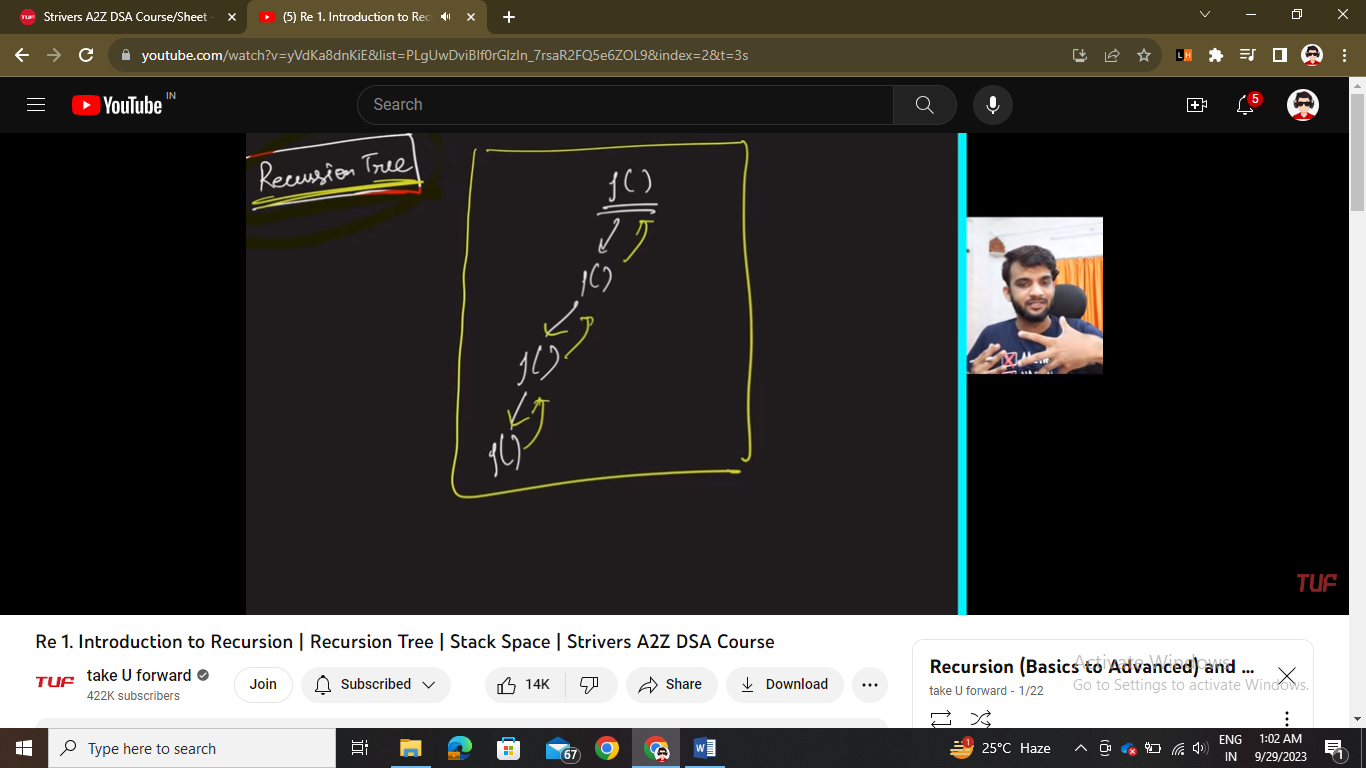 Strivers A2Z DSA Course/Sheet -
(5) Re 1. Introduction to Rec
youtube.com/watch?v=yVdKa8dnKiE&list=PLgUwDviBIf0rGlzIn_7rsaR2FQ5e6ZOL9&index=2&t=3s
YouTube IN
Search
5
Recursion Tree
f()
f()
f()
f()
TUF
Re 1. Introduction to Recursion | Recursion Tree | Stack Space | Strivers A2Z DSA Course
TUF
take U forward
422K subscribers
Join
Subscribed
14K
Share
Download
Recursion (Basics to Advanced) and ...
take U forward - 1/22
Activate Windows
Go to Settings to activate Windows.
Type here to search
67
1
25°C Haze
ENG
IN
1:02 AM
9/29/2023
1